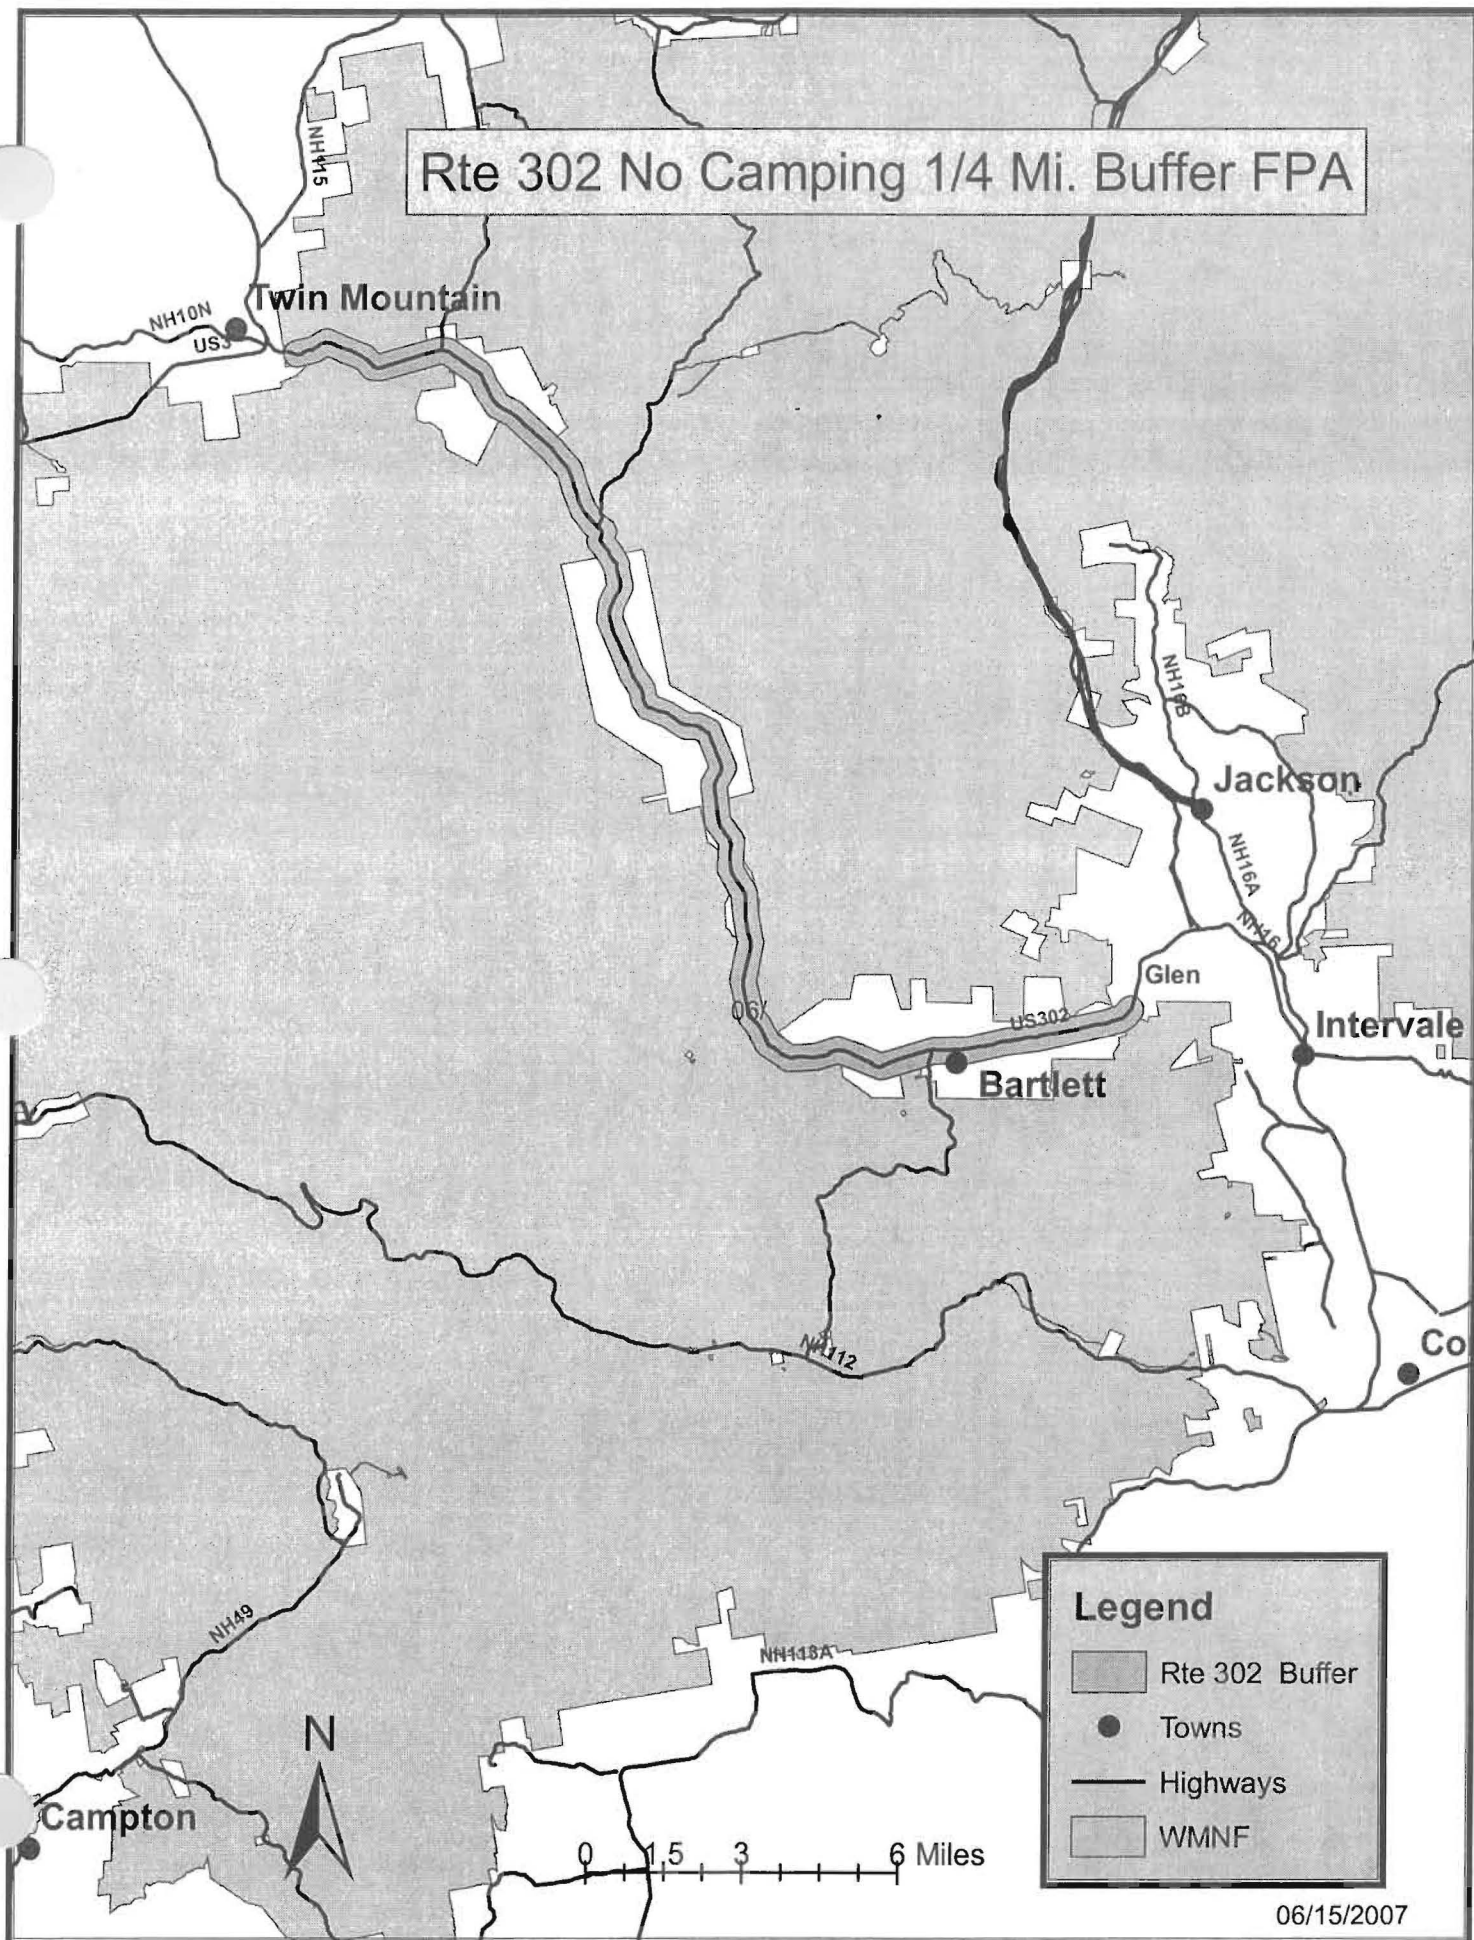 Rte 302 No Camping 1/4 Mi. Buffer FPA
NH115
Twin Mountain
NH10N
US3
NH16B
Jackson
NH16A
NH16
Glen
US302
Intervale
Bartlett
Co
NH112
NH49
NH113A
N
Campton
0 1.5 3 6 Miles
Legend
Rte 302 Buffer
Towns
Highways
WMNF
06/15/2007